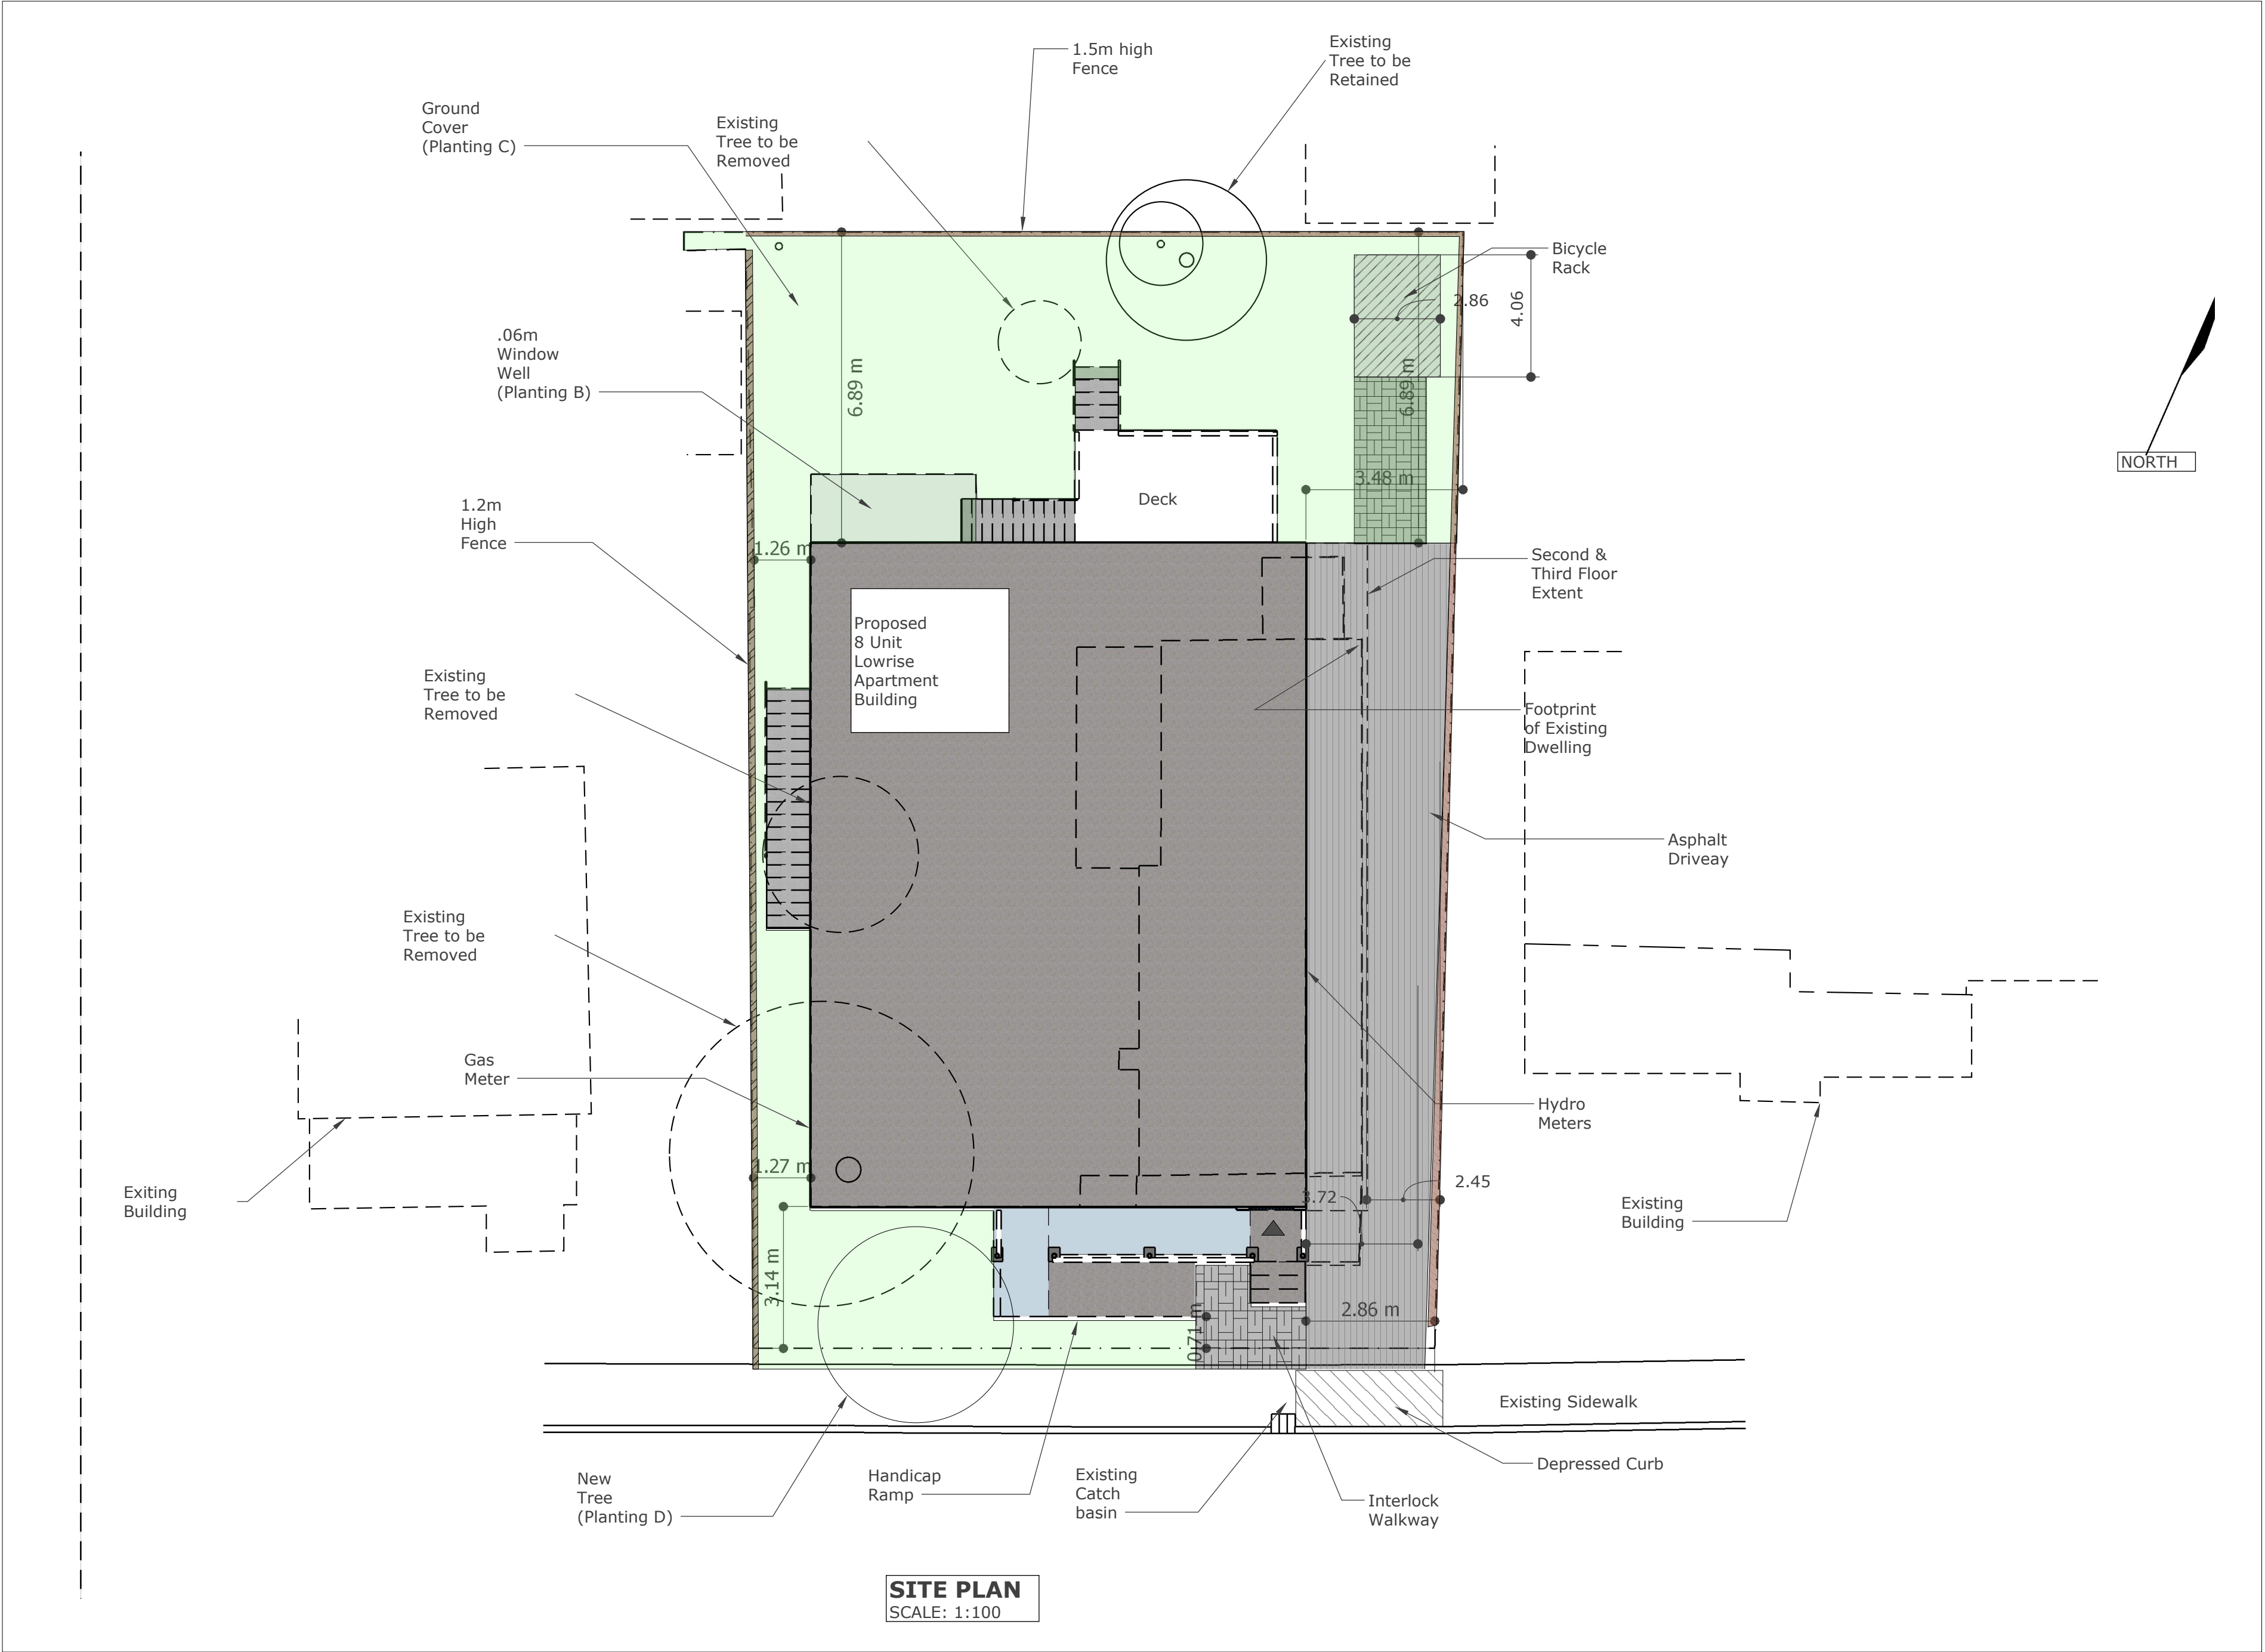 1.5m high
Fence
Existing
Tree to be
Retained
Ground
Cover
(Planting C)
Existing
Tree to be
Removed
Bicycle
Rack
2.86
4.06
.06m
Window
Well
(Planting B)
6.89 m
6.89 m
NORTH
3.48 m
Deck
1.2m
High
Fence
1.26 m
Second &
Third Floor
Extent
Proposed
8 Unit
Lowrise
Apartment
Building
Existing
Tree to be
Removed
Footprint
of Existing
Dwelling
Asphalt
Driveay
Existing
Tree to be
Removed
Gas
Meter
Hydro
Meters
1.27 m
Exiting
Building
3.72
2.45
Existing
Building
3.14 m
0.71 m
2.86 m
Existing Sidewalk
Depressed Curb
New
Tree
(Planting D)
Handicap
Ramp
Existing
Catch
basin
Interlock
Walkway
SITE PLAN
SCALE: 1:100